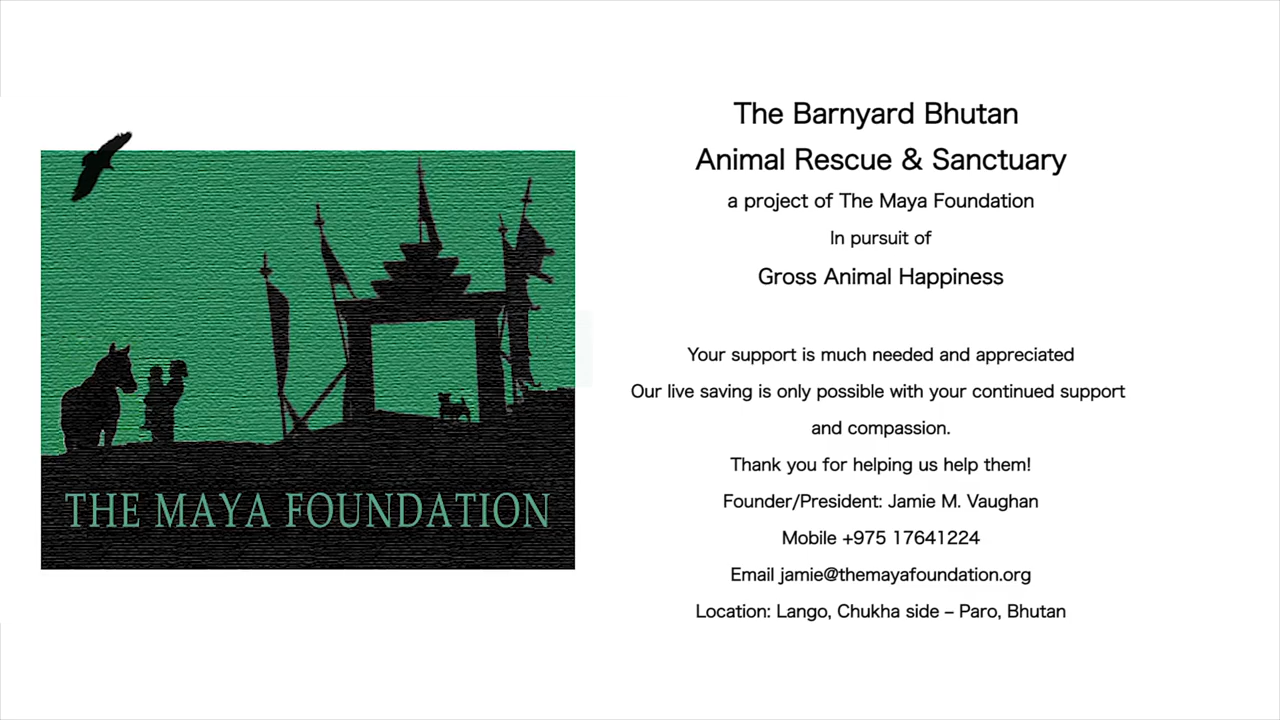 THE MAYA FOUNDATION
The Barnyard Bhutan
Animal Rescue & Sanctuary
a project of The Maya Foundation
In pursuit of
Gross Animal Happiness
Your support is much needed and appreciated
Our live saving is only possible with your continued support
and compassion.
Thank you for helping us help them!
Founder/President: Jamie M. Vaughan
Mobile +975 17641224
Email jamie@themayafoundation.org
Location: Lango, Chukha side – Paro, Bhutan